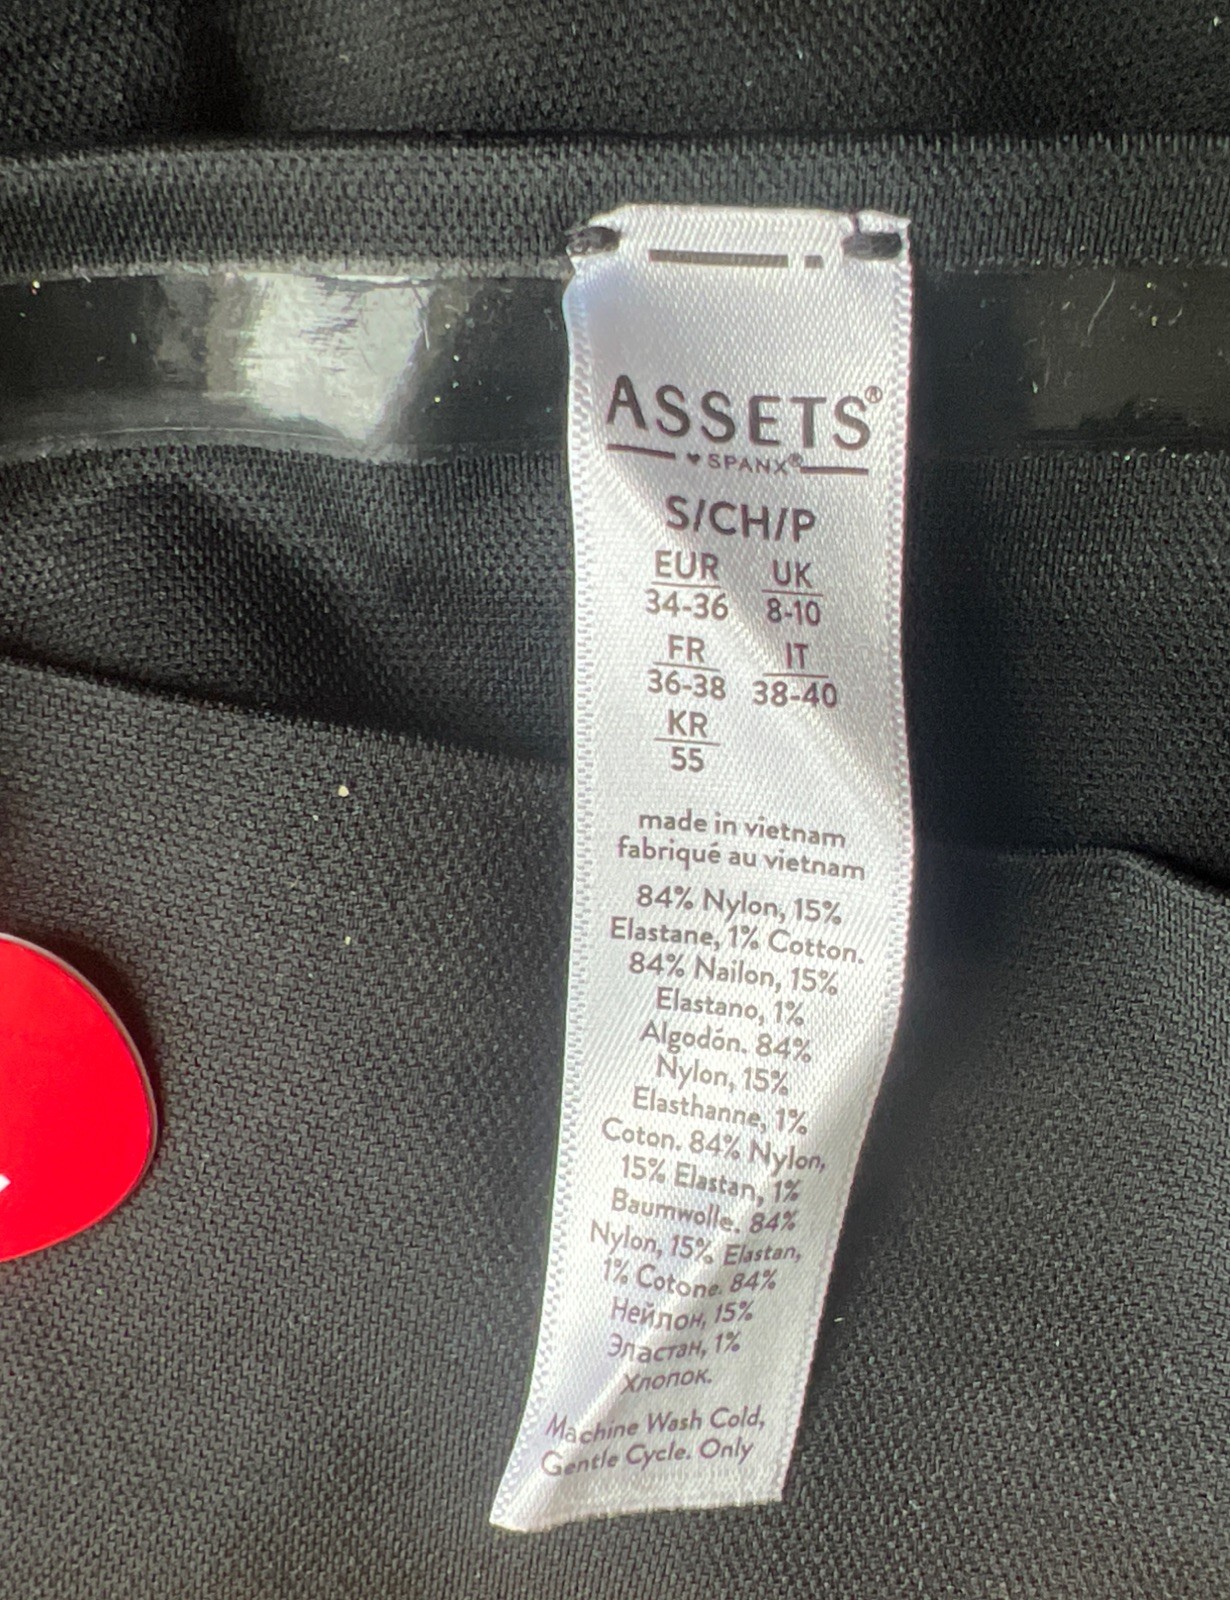 ASSETS®
♥ SPANX®
S/CH/P
EUR UK
34-36 8-10
FR IT
36-38 38-40
KR
55
made in vietnam
fabriqué au vietnam
84% Nylon, 15%
Elastane, 1% Cotton.
84% Nailon, 15%
Elastano, 1%
Algodón. 84%
Nylon, 15%
Elasthanne, 1%
Coton. 84% Nylon,
15% Elastan, 1%
Baumwolle. 84%
Nylon, 15% Elastan,
1% Cotone. 84%
Нейлон, 15%
Эластан, 1%
Хлопок.
Machine Wash Cold,
Gentle Cycle. Only